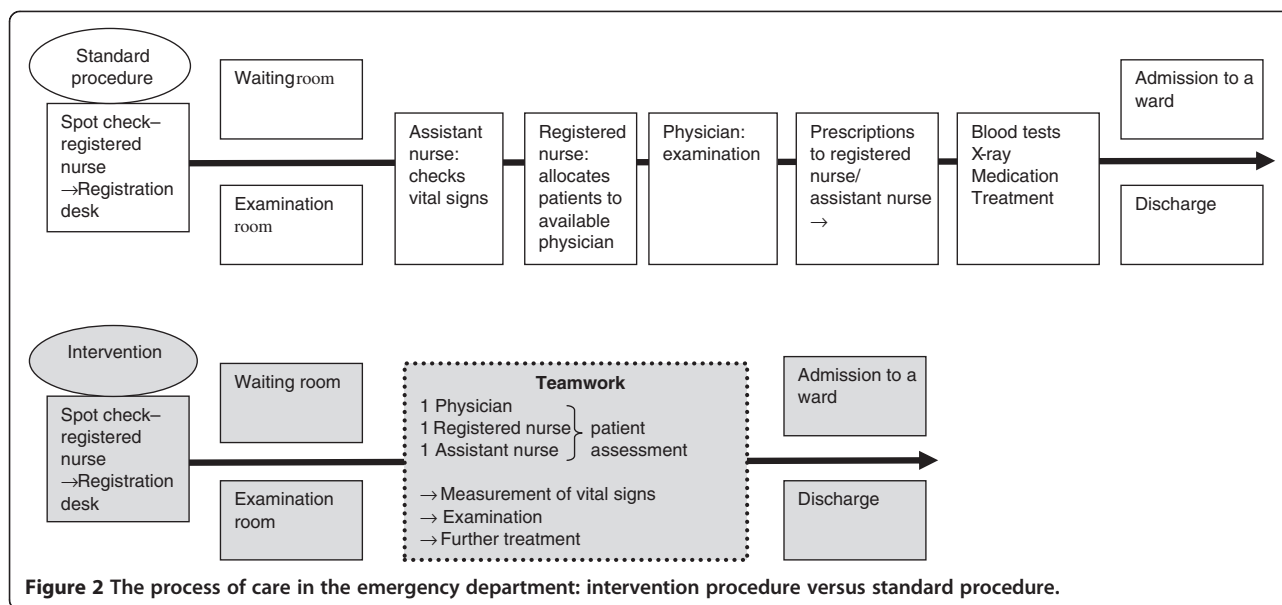 Standard
procedure
Spot check–
registered
nurse
→Registration
desk
Waiting room
Examination
room
Assistant
nurse:
checks
vital signs
Registered
nurse:
allocates
patients to
available
physician
Physician:
examination
Prescriptions
to registered
nurse/
assistant nurse
→
Blood tests
X-ray
Medication
Treatment
Admission to a
ward
Discharge
Intervention
Spot check–
registered
nurse
→Registration
desk
Waiting room
Examination
room
Teamwork
1 Physician
1 Registered nurse
1 Assistant nurse
patient
assessment
→ Measurement of vital signs
→ Examination
→ Further treatment
Admission to a
ward
Discharge
Figure 2 The process of care in the emergency department: intervention procedure versus standard procedure.